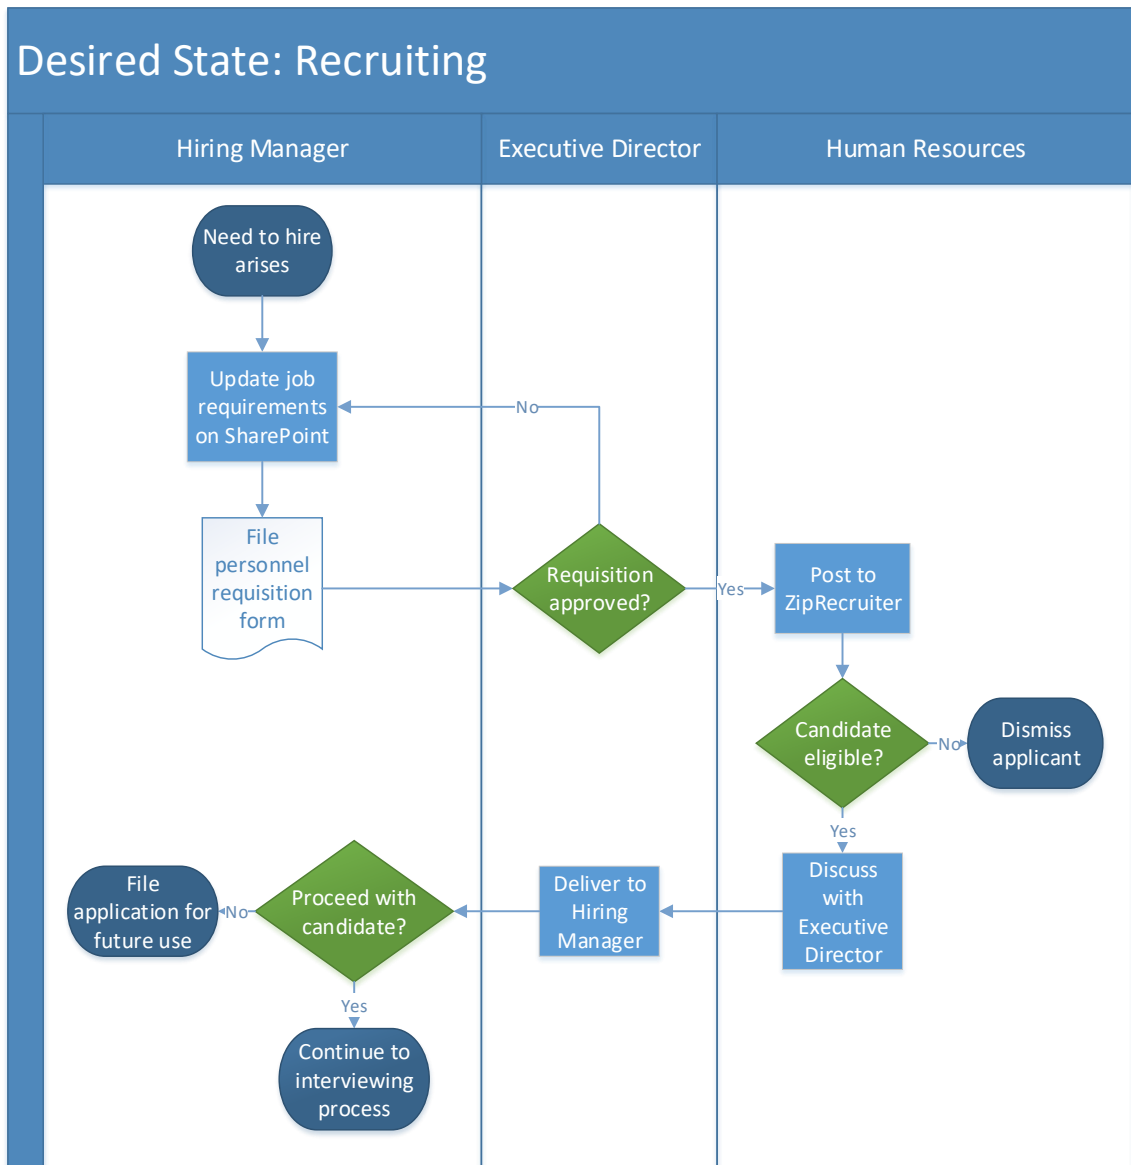 Desired State: Recruiting
Hiring Manager
Executive Director
Human Resources
Need to hire
arises
Update job
requirements
on SharePoint
No
File
personnel
requisition
form
Requisition
approved?
Yes
Post to
ZipRecruiter
Candidate
eligible?
No
Dismiss
applicant
Yes
Discuss
with
Executive
Director
Deliver to
Hiring
Manager
Proceed with
candidate?
No
File
application for
future use
Yes
Continue to
interviewing
process